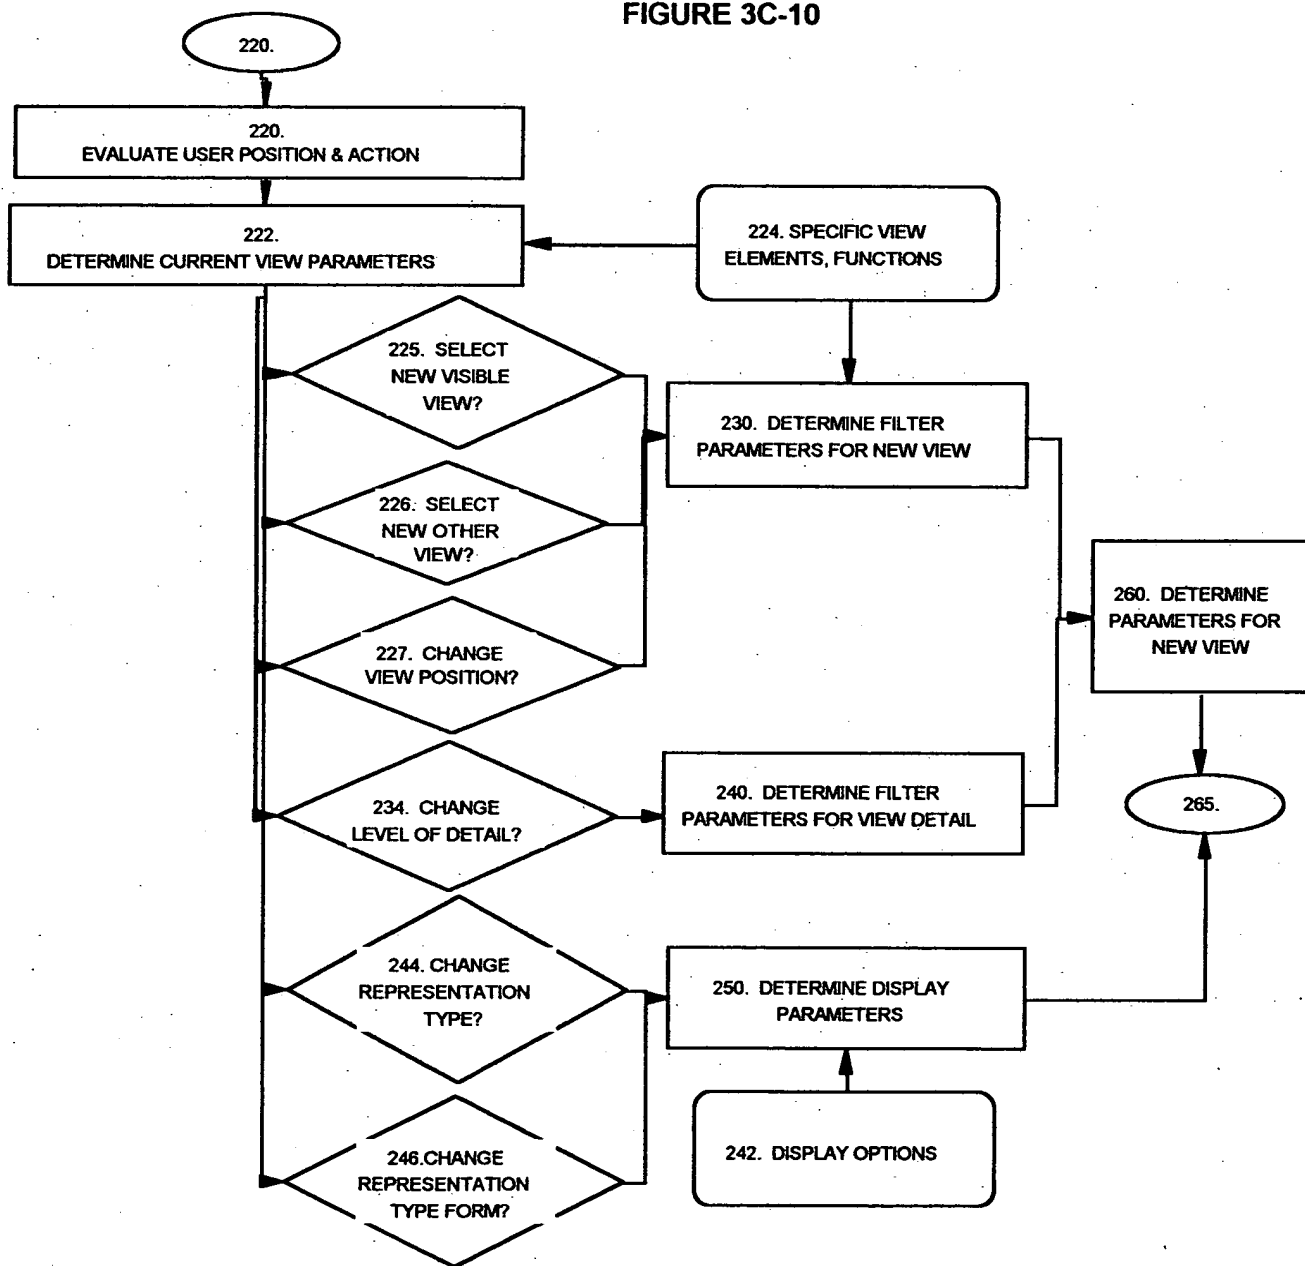 FIGURE 3C-10
220.
220.
EVALUATE USER POSITION & ACTION
222.
DETERMINE CURRENT VIEW PARAMETERS
224. SPECIFIC VIEW
ELEMENTS, FUNCTIONS
225. SELECT
NEW VISIBLE
VIEW?
230. DETERMINE FILTER
PARAMETERS FOR NEW VIEW
226. SELECT
NEW OTHER
VIEW?
260. DETERMINE
PARAMETERS FOR
NEW VIEW
227. CHANGE
VIEW POSITION?
234. CHANGE
LEVEL OF DETAIL?
240. DETERMINE FILTER
PARAMETERS FOR VIEW DETAIL
265.
244. CHANGE
REPRESENTATION
TYPE?
250. DETERMINE DISPLAY
PARAMETERS
246.CHANGE
REPRESENTATION
TYPE FORM?
242. DISPLAY OPTIONS